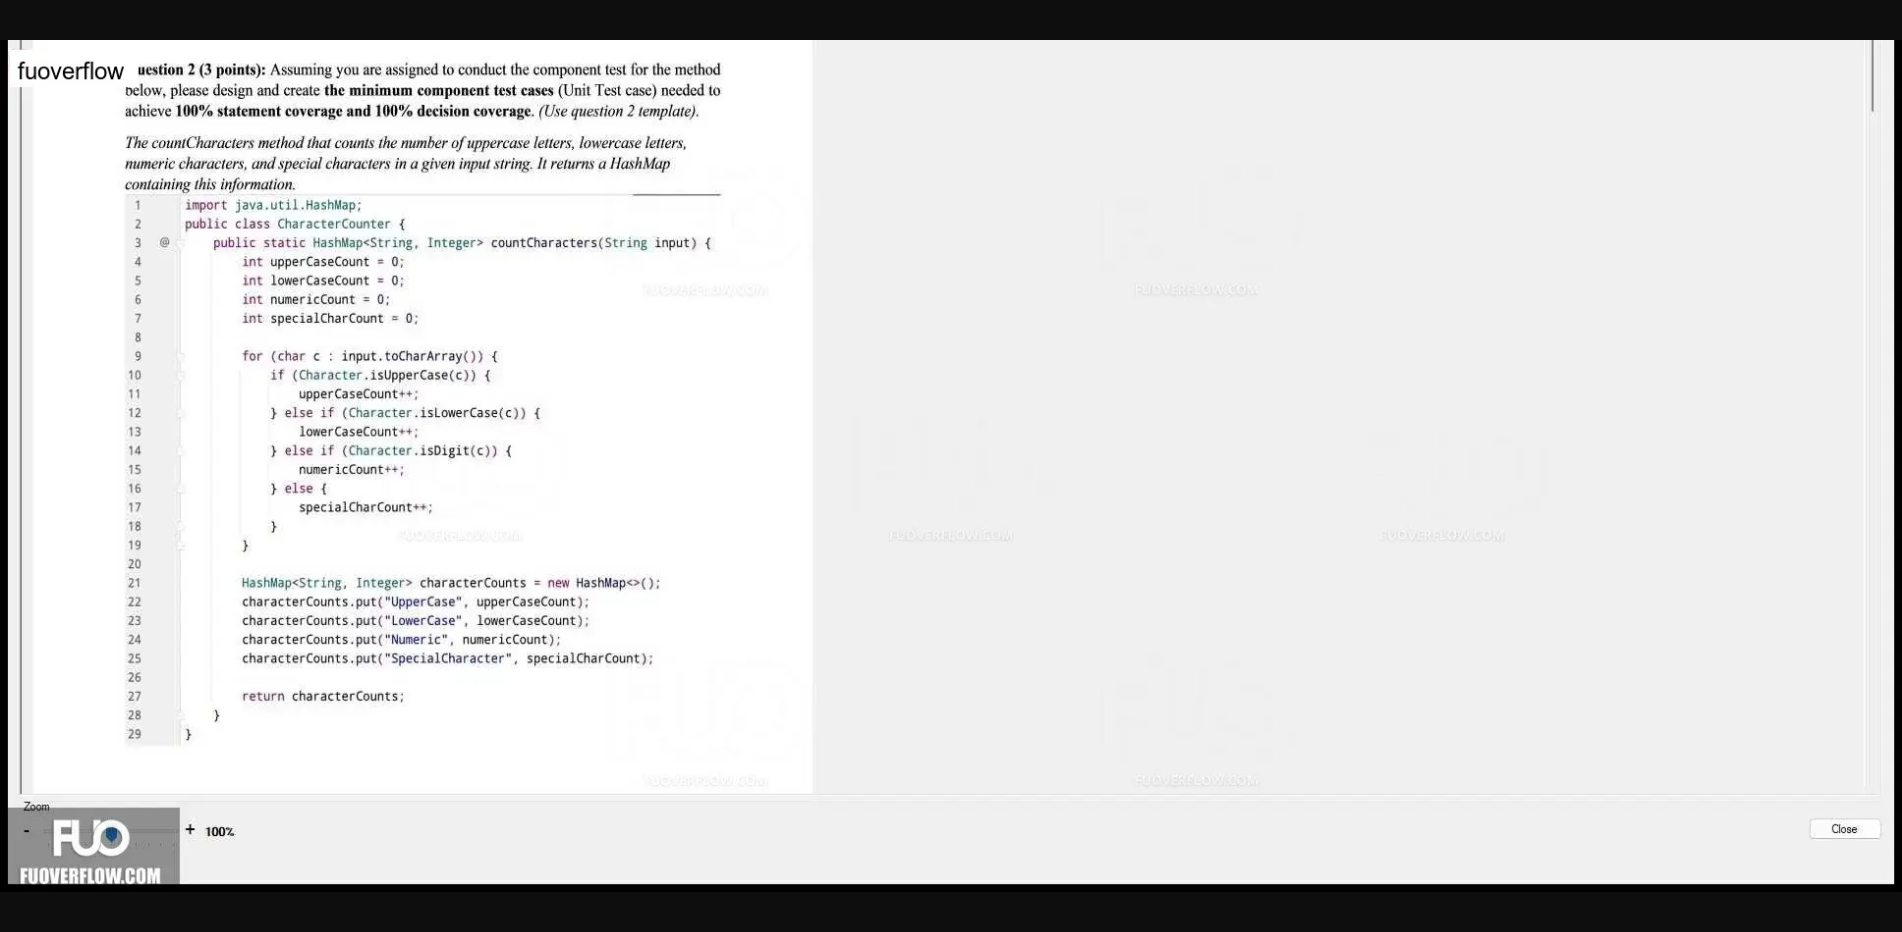 fuoverflow
uestion 2 (3 points): Assuming you are assigned to conduct the component test for the method
below, please design and create the minimum component test cases (Unit Test case) needed to
achieve 100% statement coverage and 100% decision coverage. (Use question 2 template).
The countCharacters method that counts the number of uppercase letters, lowercase letters,
numeric characters, and special characters in a given input string. It returns a HashMap
containing this information.
1 import java.util.HashMap;
2 public class CharacterCounter {
3 @ public static HashMap<String, Integer> countCharacters(String input) {
4 int upperCaseCount = 0;
5 int lowerCaseCount = 0;
6 int numericCount = 0;
7 int specialCharCount = 0;
8
9 for (char c : input.toCharArray()) {
10 if (Character.isUpperCase(c)) {
11 upperCaseCount++;
12 } else if (Character.isLowerCase(c)) {
13 lowerCaseCount++;
14 } else if (Character.isDigit(c)) {
15 numericCount++;
16 } else {
17 specialCharCount++;
18 }
19 }
20
21 HashMap<String, Integer> characterCounts = new HashMap<>();
22 characterCounts.put("UpperCase", upperCaseCount);
23 characterCounts.put("LowerCase", lowerCaseCount);
24 characterCounts.put("Numeric", numericCount);
25 characterCounts.put("SpecialCharacter", specialCharCount);
26
27 return characterCounts;
28 }
29 }
FUOVERFLOW.COM FUOVERFLOW.COM
FUOVERFLOW.COM FUOVERFLOW.COM FUOVERFLOW.COM
FUOVERFLOW.COM FUOVERFLOW.COM
Zoom
- + 100%
Close
FUO
FUOVERFLOW.COM